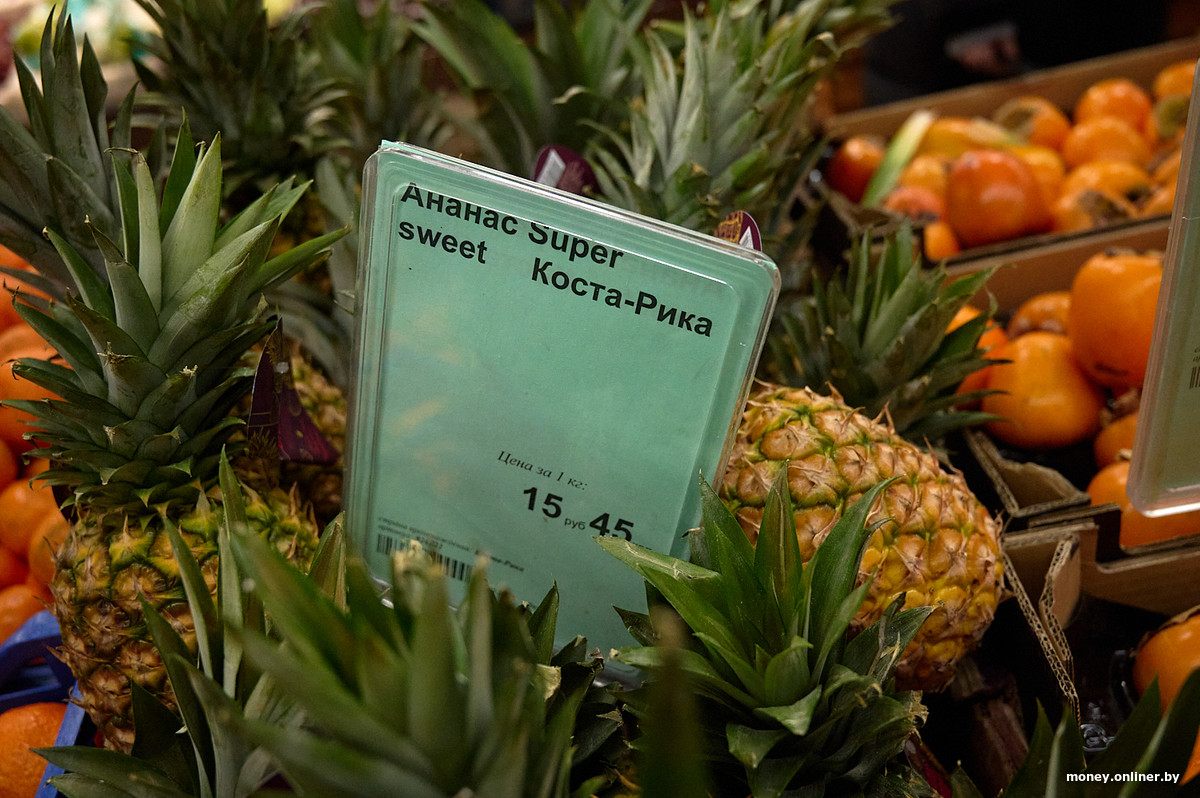 Ананас Super
sweet Коста-Рика
Цена за 1 кг:
15 руб 45
money.onliner.by